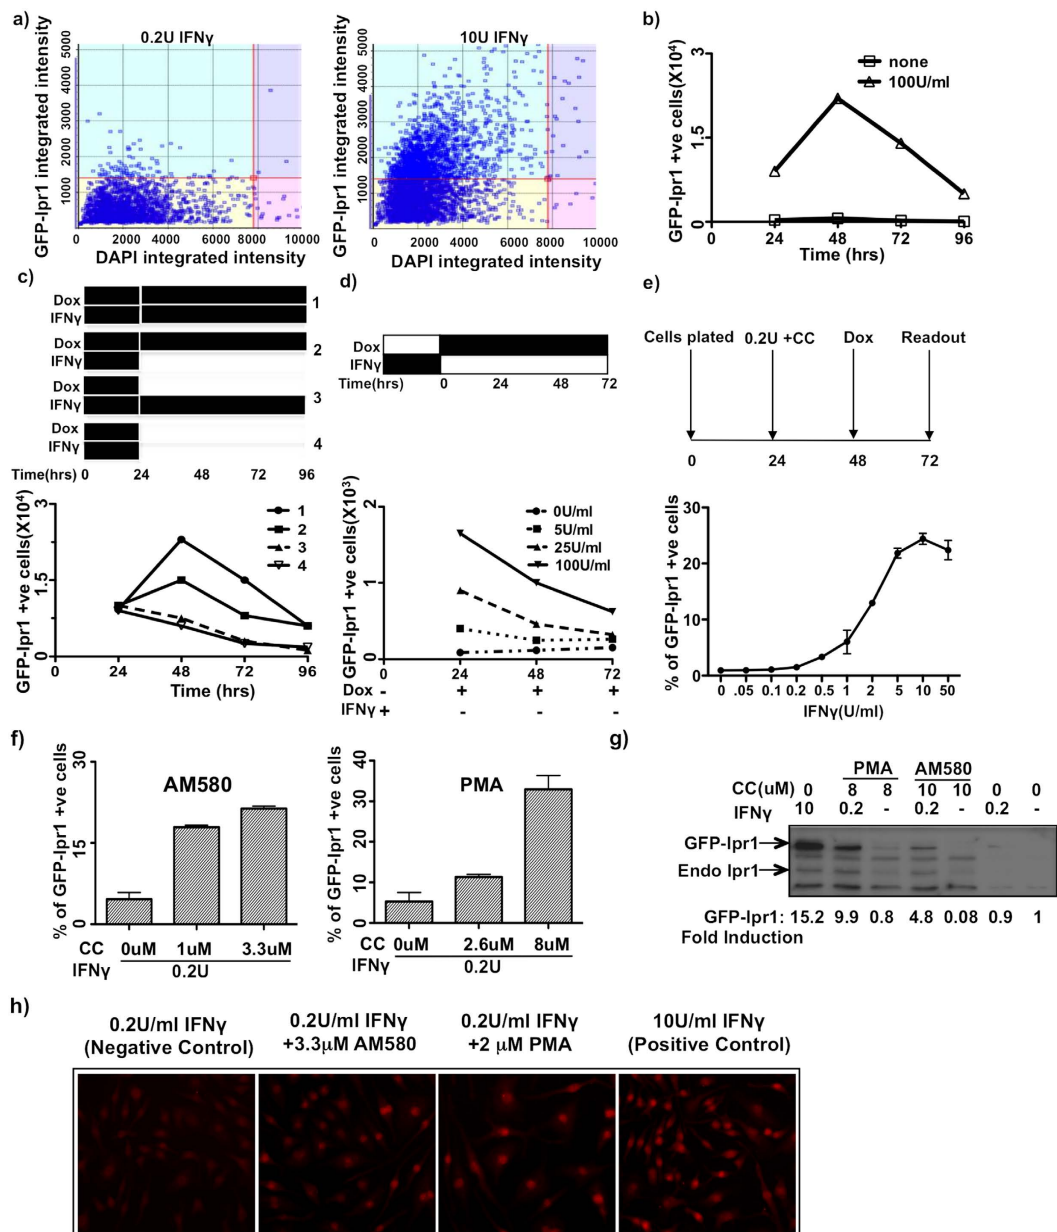 a)
0.2U IFNγ
GFP-Ipr1 integrated intensity
5000
4000
3000
2000
1000
0 2000 4000 6000 8000 10000
DAPI integrated intensity
10U IFNγ
GFP-Ipr1 integrated intensity
5000
4000
3000
2000
1000
0 2000 4000 6000 8000 10000
DAPI integrated intensity
b)
GFP-Ipr1 +ve cells(X10⁴)
3
1.5
0
none
100U/ml
0 24 48 72 96
Time (hrs)
c)
Dox
IFNγ
1
Dox
IFNγ
2
Dox
IFNγ
3
Dox
IFNγ
4
Time(hrs) 0 24 48 72 96
GFP-Ipr1 +ve cells(X10⁴)
3
1.5
0
1
2
3
4
0 24 48 72 96
Time (hrs)
d)
Dox
IFNγ
Time(hrs) 0 24 48 72
GFP-Ipr1 +ve cells(X10³)
2
1
0
0U/ml
5U/ml
25U/ml
100U/ml
24 48 72
Dox - + + +
IFNγ + - - -
e)
Cells plated 0.2U +CC Dox Readout
0 24 48 72
% of GFP-Ipr1 +ve cells
30
20
10
0
0 .05 0.1 0.2 0.5 1 2 5 10 50
IFNγ(U/ml)
f)
% of GFP-Ipr1 +ve cells
30
15
0
AM580
CC 0uM 1uM 3.3uM
IFNγ 0.2U
% of GFP-Ipr1 +ve cells
40
30
20
10
0
PMA
CC 0uM 2.6uM 8uM
IFNγ 0.2U
g)
PMA AM580
CC(uM) 0 8 8 10 10 0 0
IFNγ 10 0.2 - 0.2 - 0.2 -
GFP-Ipr1
Endo Ipr1
GFP-Ipr1: 15.2 9.9 0.8 4.8 0.08 0.9 1
Fold Induction
h)
0.2U/ml IFNγ
(Negative Control)
0.2U/ml IFNγ
+3.3μM AM580
0.2U/ml IFNγ
+2 μM PMA
10U/ml IFNγ
(Positive Control)